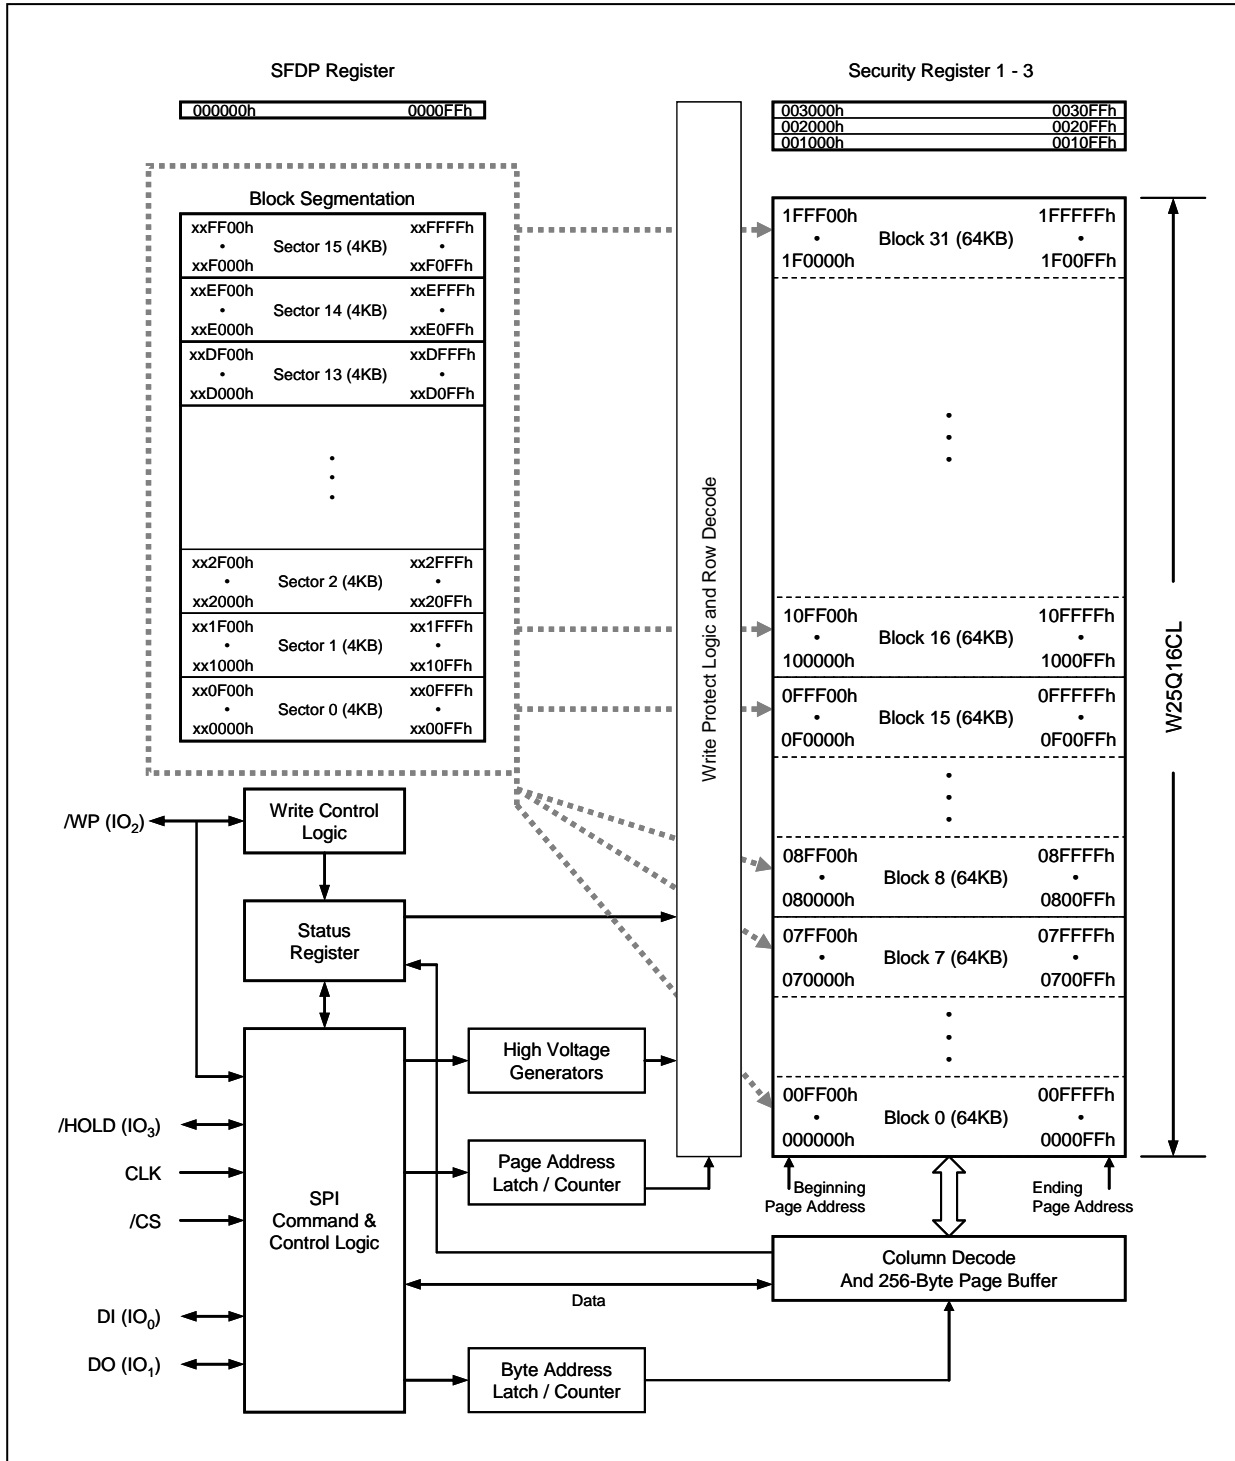 SFDP Register
000000h 0000FFh
Security Register 1 - 3
003000h 0030FFh
002000h 0020FFh
001000h 0010FFh
Block Segmentation
xxFF00h xxFFFFh
• Sector 15 (4KB) •
xxF000h xxF0FFh
xxEF00h xxEFFFh
• Sector 14 (4KB) •
xxE000h xxE0FFh
xxDF00h xxDFFFh
• Sector 13 (4KB) •
xxD000h xxD0FFh
•
•
•
xx2F00h xx2FFFh
• Sector 2 (4KB) •
xx2000h xx20FFh
xx1F00h xx1FFFh
• Sector 1 (4KB) •
xx1000h xx10FFh
xx0F00h xx0FFFh
• Sector 0 (4KB) •
xx0000h xx00FFh
Write Protect Logic and Row Decode
1FFF00h 1FFFFFh
• Block 31 (64KB) •
1F0000h 1F00FFh
•
•
•
10FF00h 10FFFFh
• Block 16 (64KB) •
100000h 1000FFh
0FFF00h 0FFFFFh
• Block 15 (64KB) •
0F0000h 0F00FFh
•
•
•
08FF00h 08FFFFh
• Block 8 (64KB) •
080000h 0800FFh
07FF00h 07FFFFh
• Block 7 (64KB) •
070000h 0700FFh
•
•
•
00FF00h 00FFFFh
• Block 0 (64KB) •
000000h 0000FFh
W25Q16CL
Beginning
Page Address
Ending
Page Address
/WP (IO2)
Write Control
Logic
Status
Register
High Voltage
Generators
/HOLD (IO3)
CLK
/CS
DI (IO0)
DO (IO1)
SPI
Command &
Control Logic
Page Address
Latch / Counter
Column Decode
And 256-Byte Page Buffer
Data
Byte Address
Latch / Counter